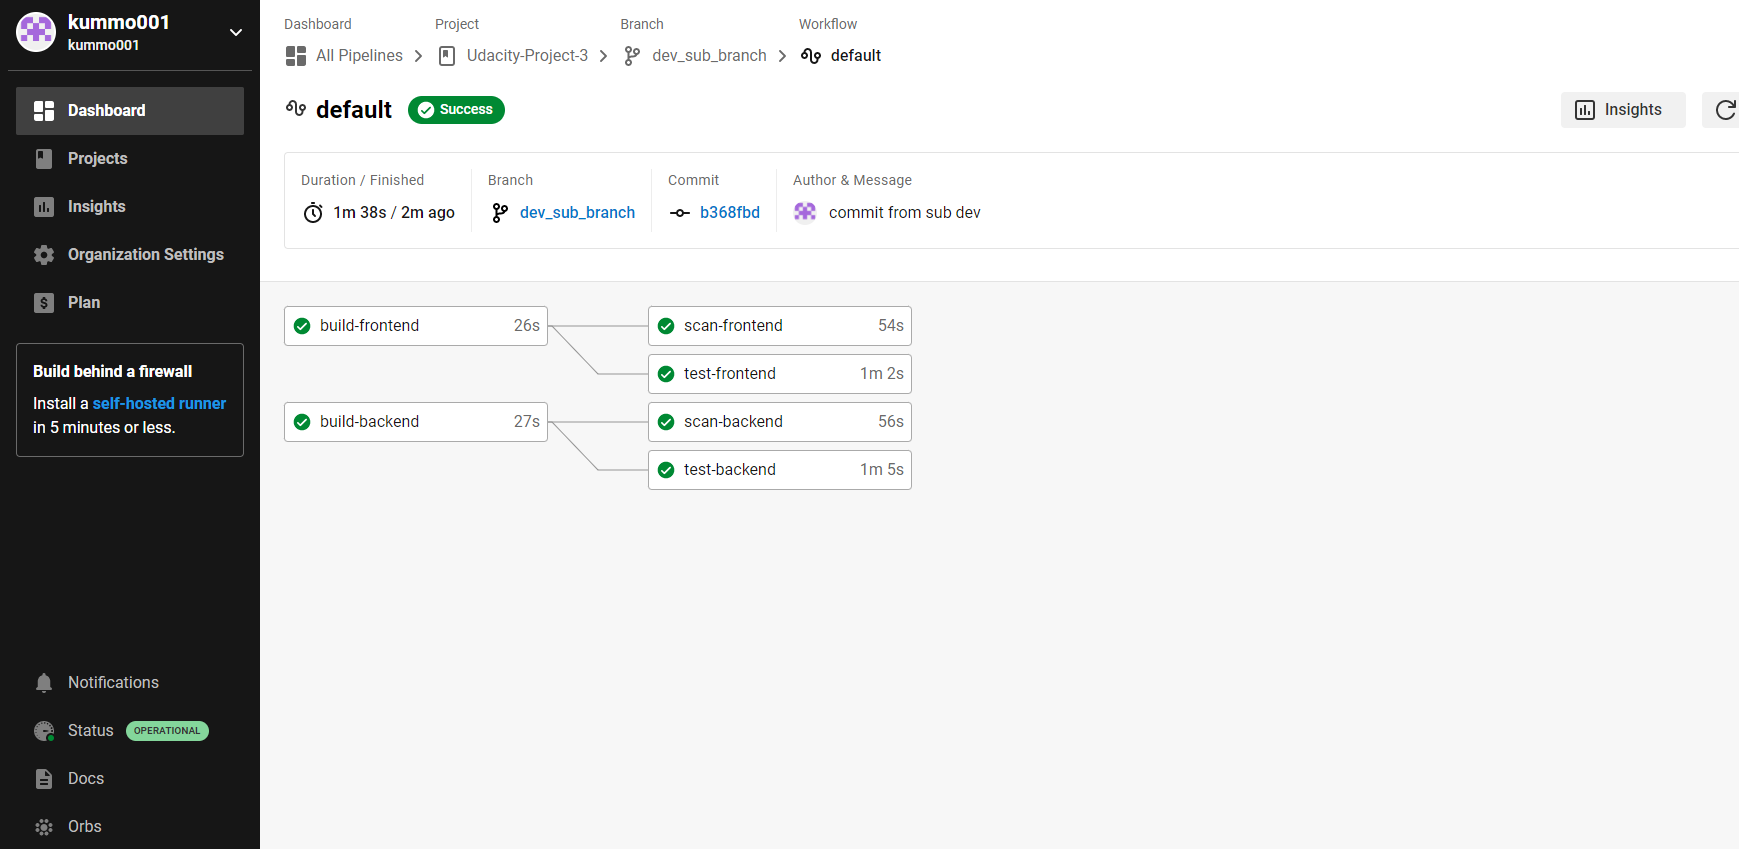 kummo001
kummo001
Dashboard
Projects
Insights
Organization Settings
Plan
Build behind a firewall
Install a self-hosted runner
in 5 minutes or less.
Notifications
Status OPERATIONAL
Docs
Orbs
Dashboard Project Branch Workflow
All Pipelines Udacity-Project-3 dev_sub_branch default
default Success
Insights
Duration / Finished Branch Commit Author & Message
1m 38s / 2m ago dev_sub_branch b368fbd commit from sub dev
build-frontend 26s scan-frontend 54s
test-frontend 1m 2s
build-backend 27s scan-backend 56s
test-backend 1m 5s